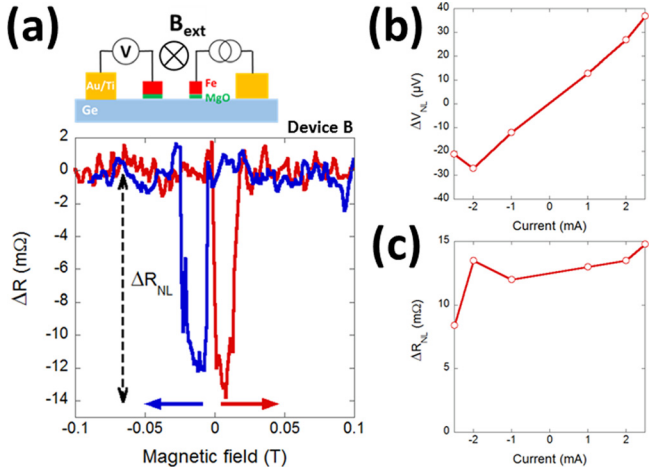 (a)
B_ext
V
Au/Ti
Fe
MgO
Ge
Device B
2
0
-2
-4
-6
-8
-10
-12
-14
ΔR (mΩ)
ΔR_NL
-0.1
-0.05
0
0.05
0.1
Magnetic field (T)
(b)
40
30
20
10
0
-10
-20
-30
-40
ΔV_NL (μV)
-2
-1
0
1
2
Current (mA)
(c)
15
10
5
0
ΔR_NL (mΩ)
-2
-1
0
1
2
Current (mA)